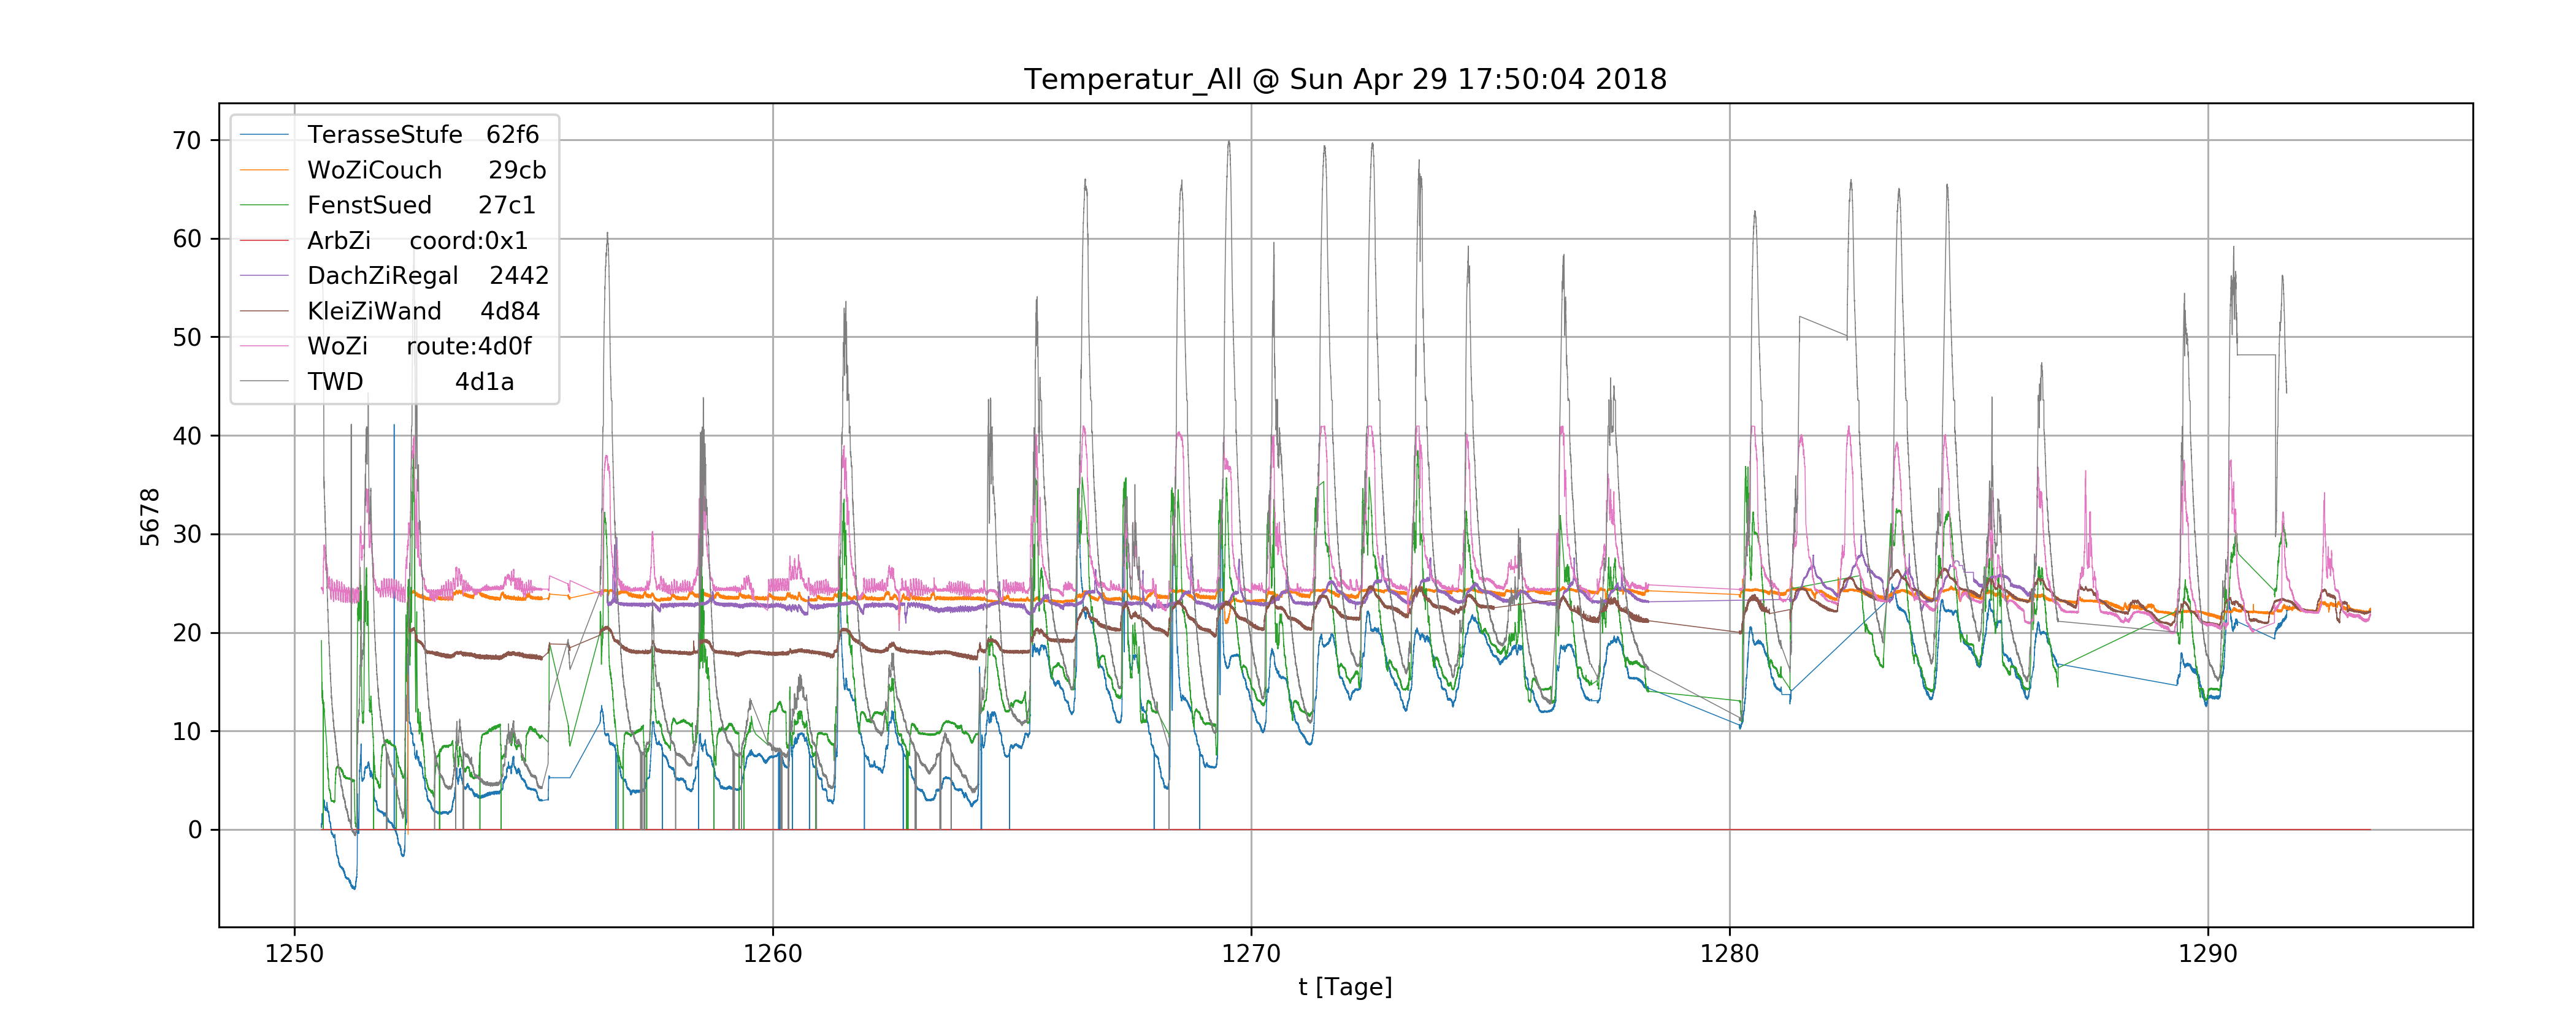 Temperatur_All @ Sun Apr 29 17:50:04 2018
TerasseStufe 62f6
WoZiCouch 29cb
FenstSued 27c1
ArbZi coord:0x1
DachZiRegal 2442
KleiZiWand 4d84
WoZi route:4d0f
TWD 4d1a
70
60
50
40
30
20
10
0
5678
1250 1260 1270 1280 1290
t [Tage]